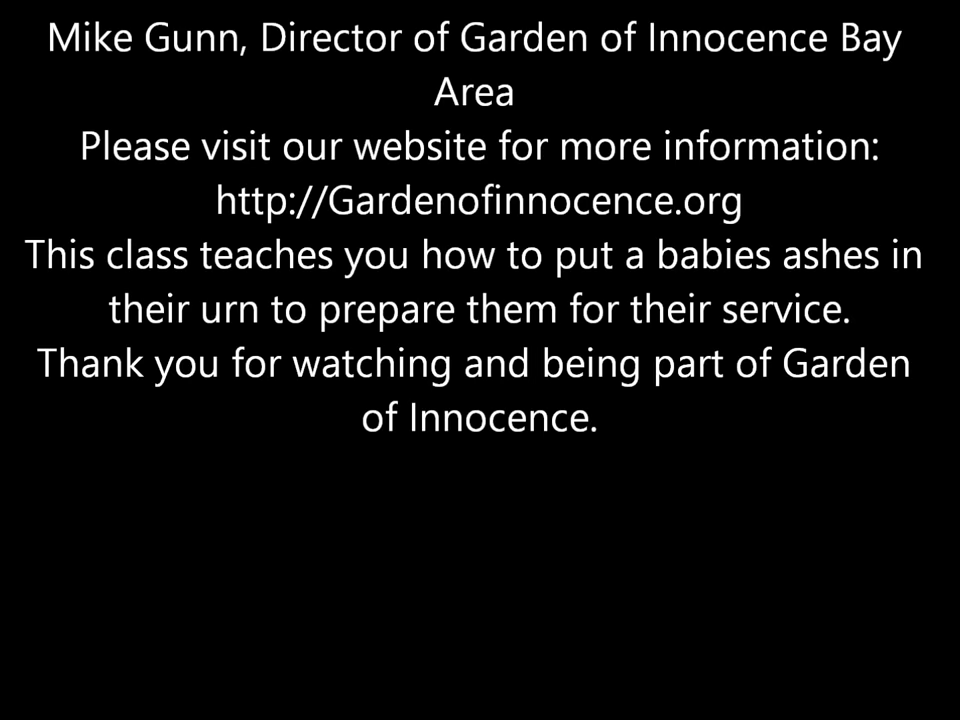 Mike Gunn, Director of Garden of Innocence Bay
Area
Please visit our website for more information:
http://Gardenofinnocence.org
This class teaches you how to put a babies ashes in
their urn to prepare them for their service.
Thank you for watching and being part of Garden
of Innocence.